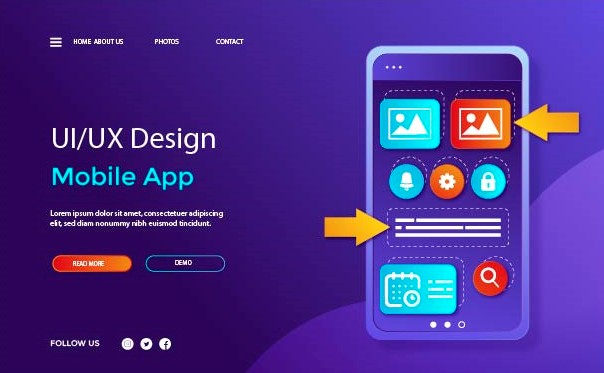 HOME ABOUT US PHOTOS CONTACT
UI/UX Design
Mobile App
Lorem ipsum dolor sit amet, consectetuer adipiscing
elit, sed diam nonummy nibh euismod tincidunt.
READ MORE DEMO
FOLLOW US